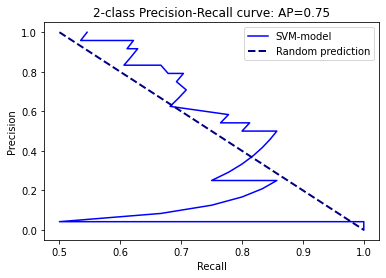 2-class Precision-Recall curve: AP=0.75
SVM-model
Random prediction
Precision
1.0
0.8
0.6
0.4
0.2
0.0
0.5 0.6 0.7 0.8 0.9 1.0
Recall